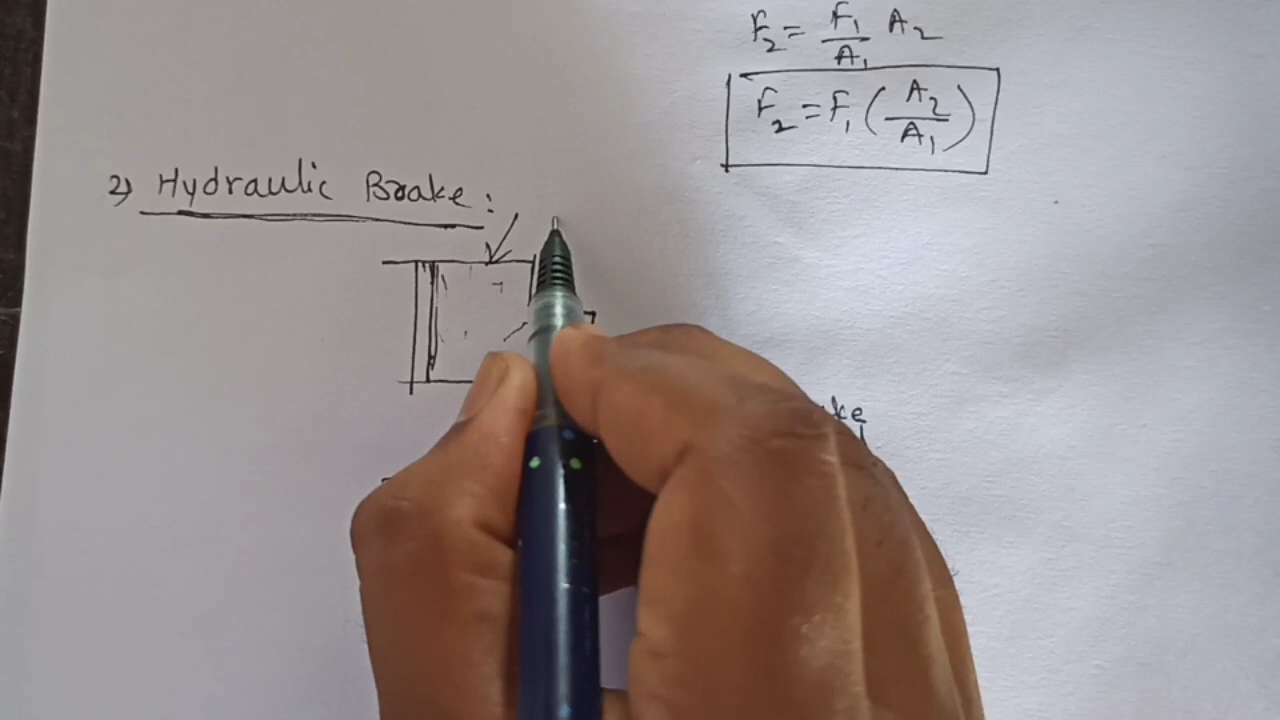 F₂ = F₁/A₁ A₂
F₂ = F₁ (A₂/A₁)
2) Hydraulic Brake: